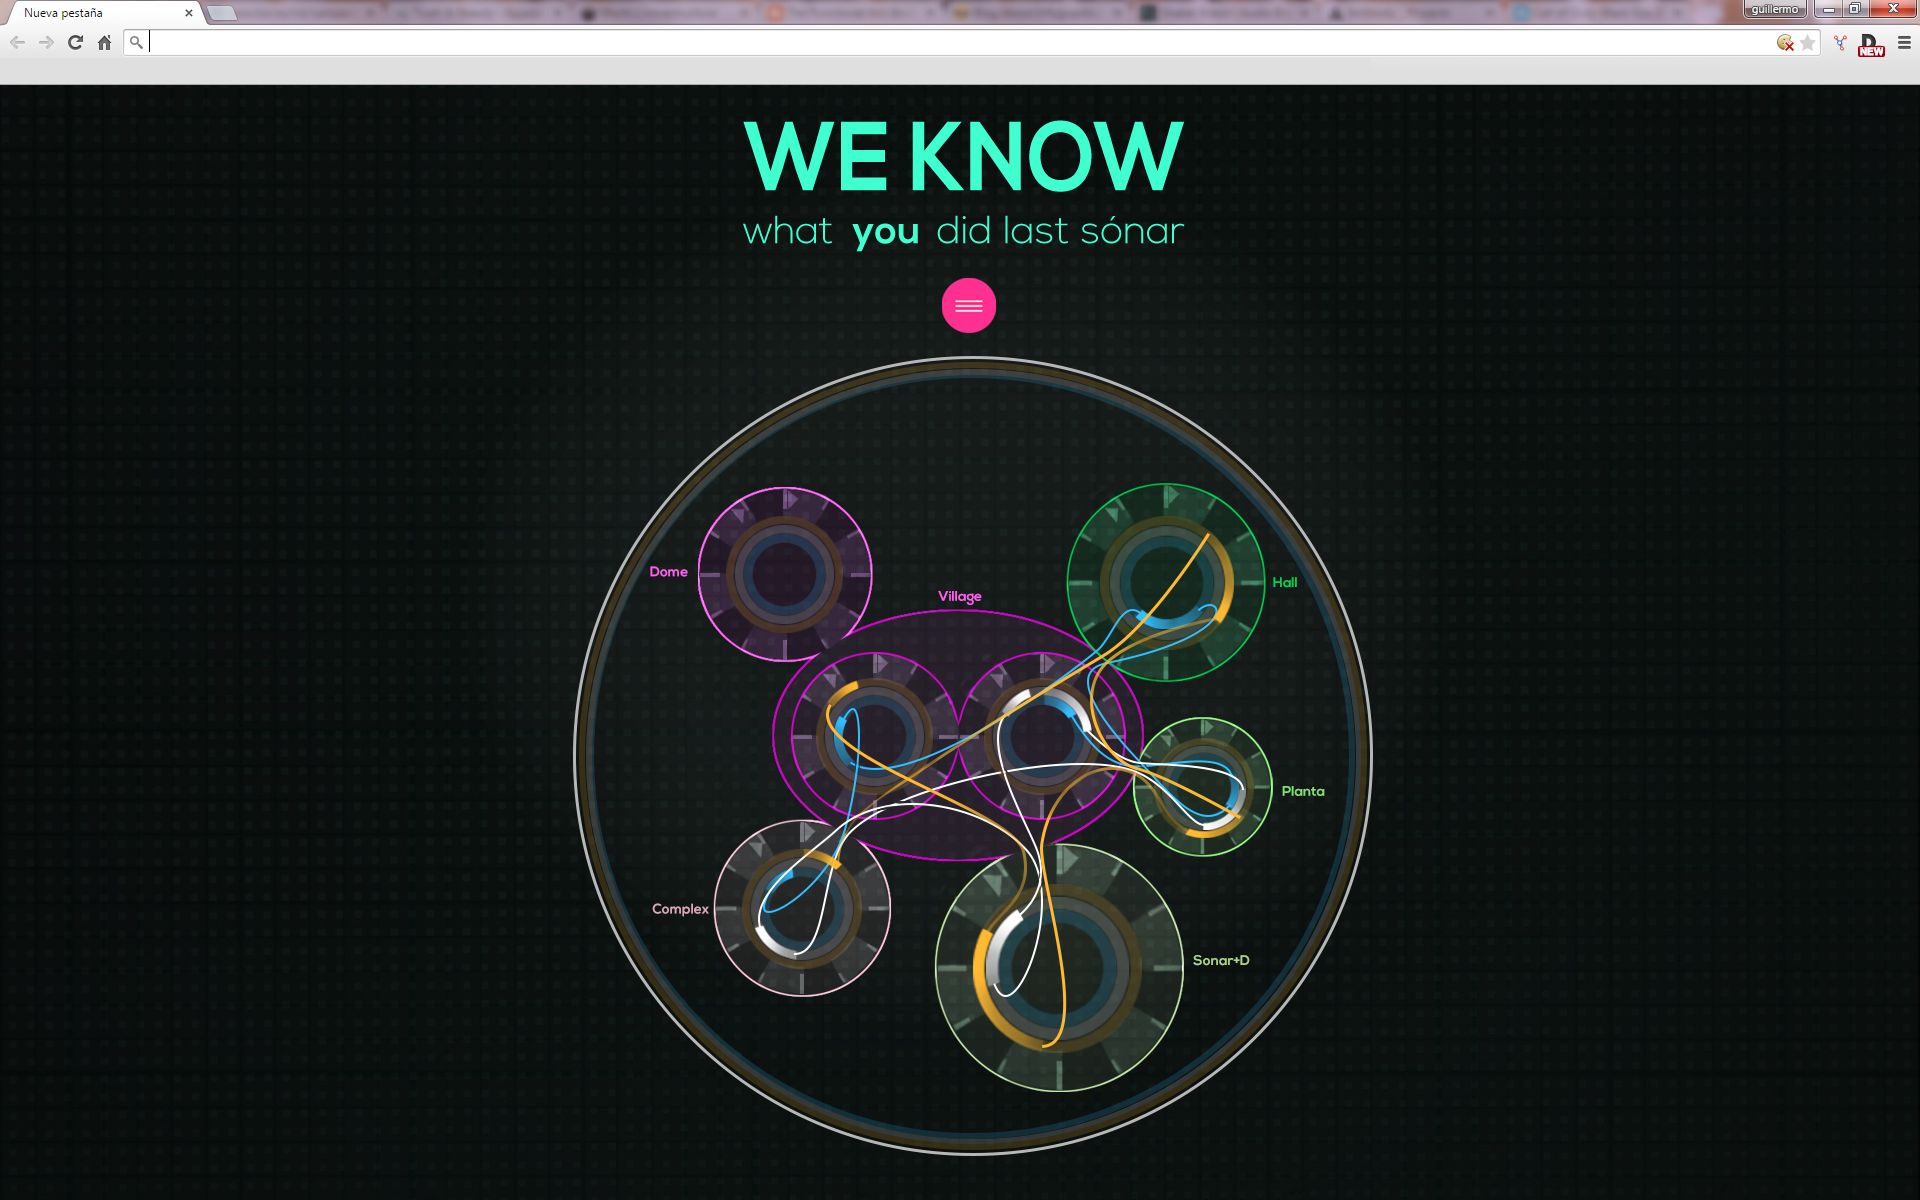 Nueva pestaña
guillermo
NEW
WE KNOW
what you did last sónar
Dome
Hall
Village
Planta
Complex
Sonar+D